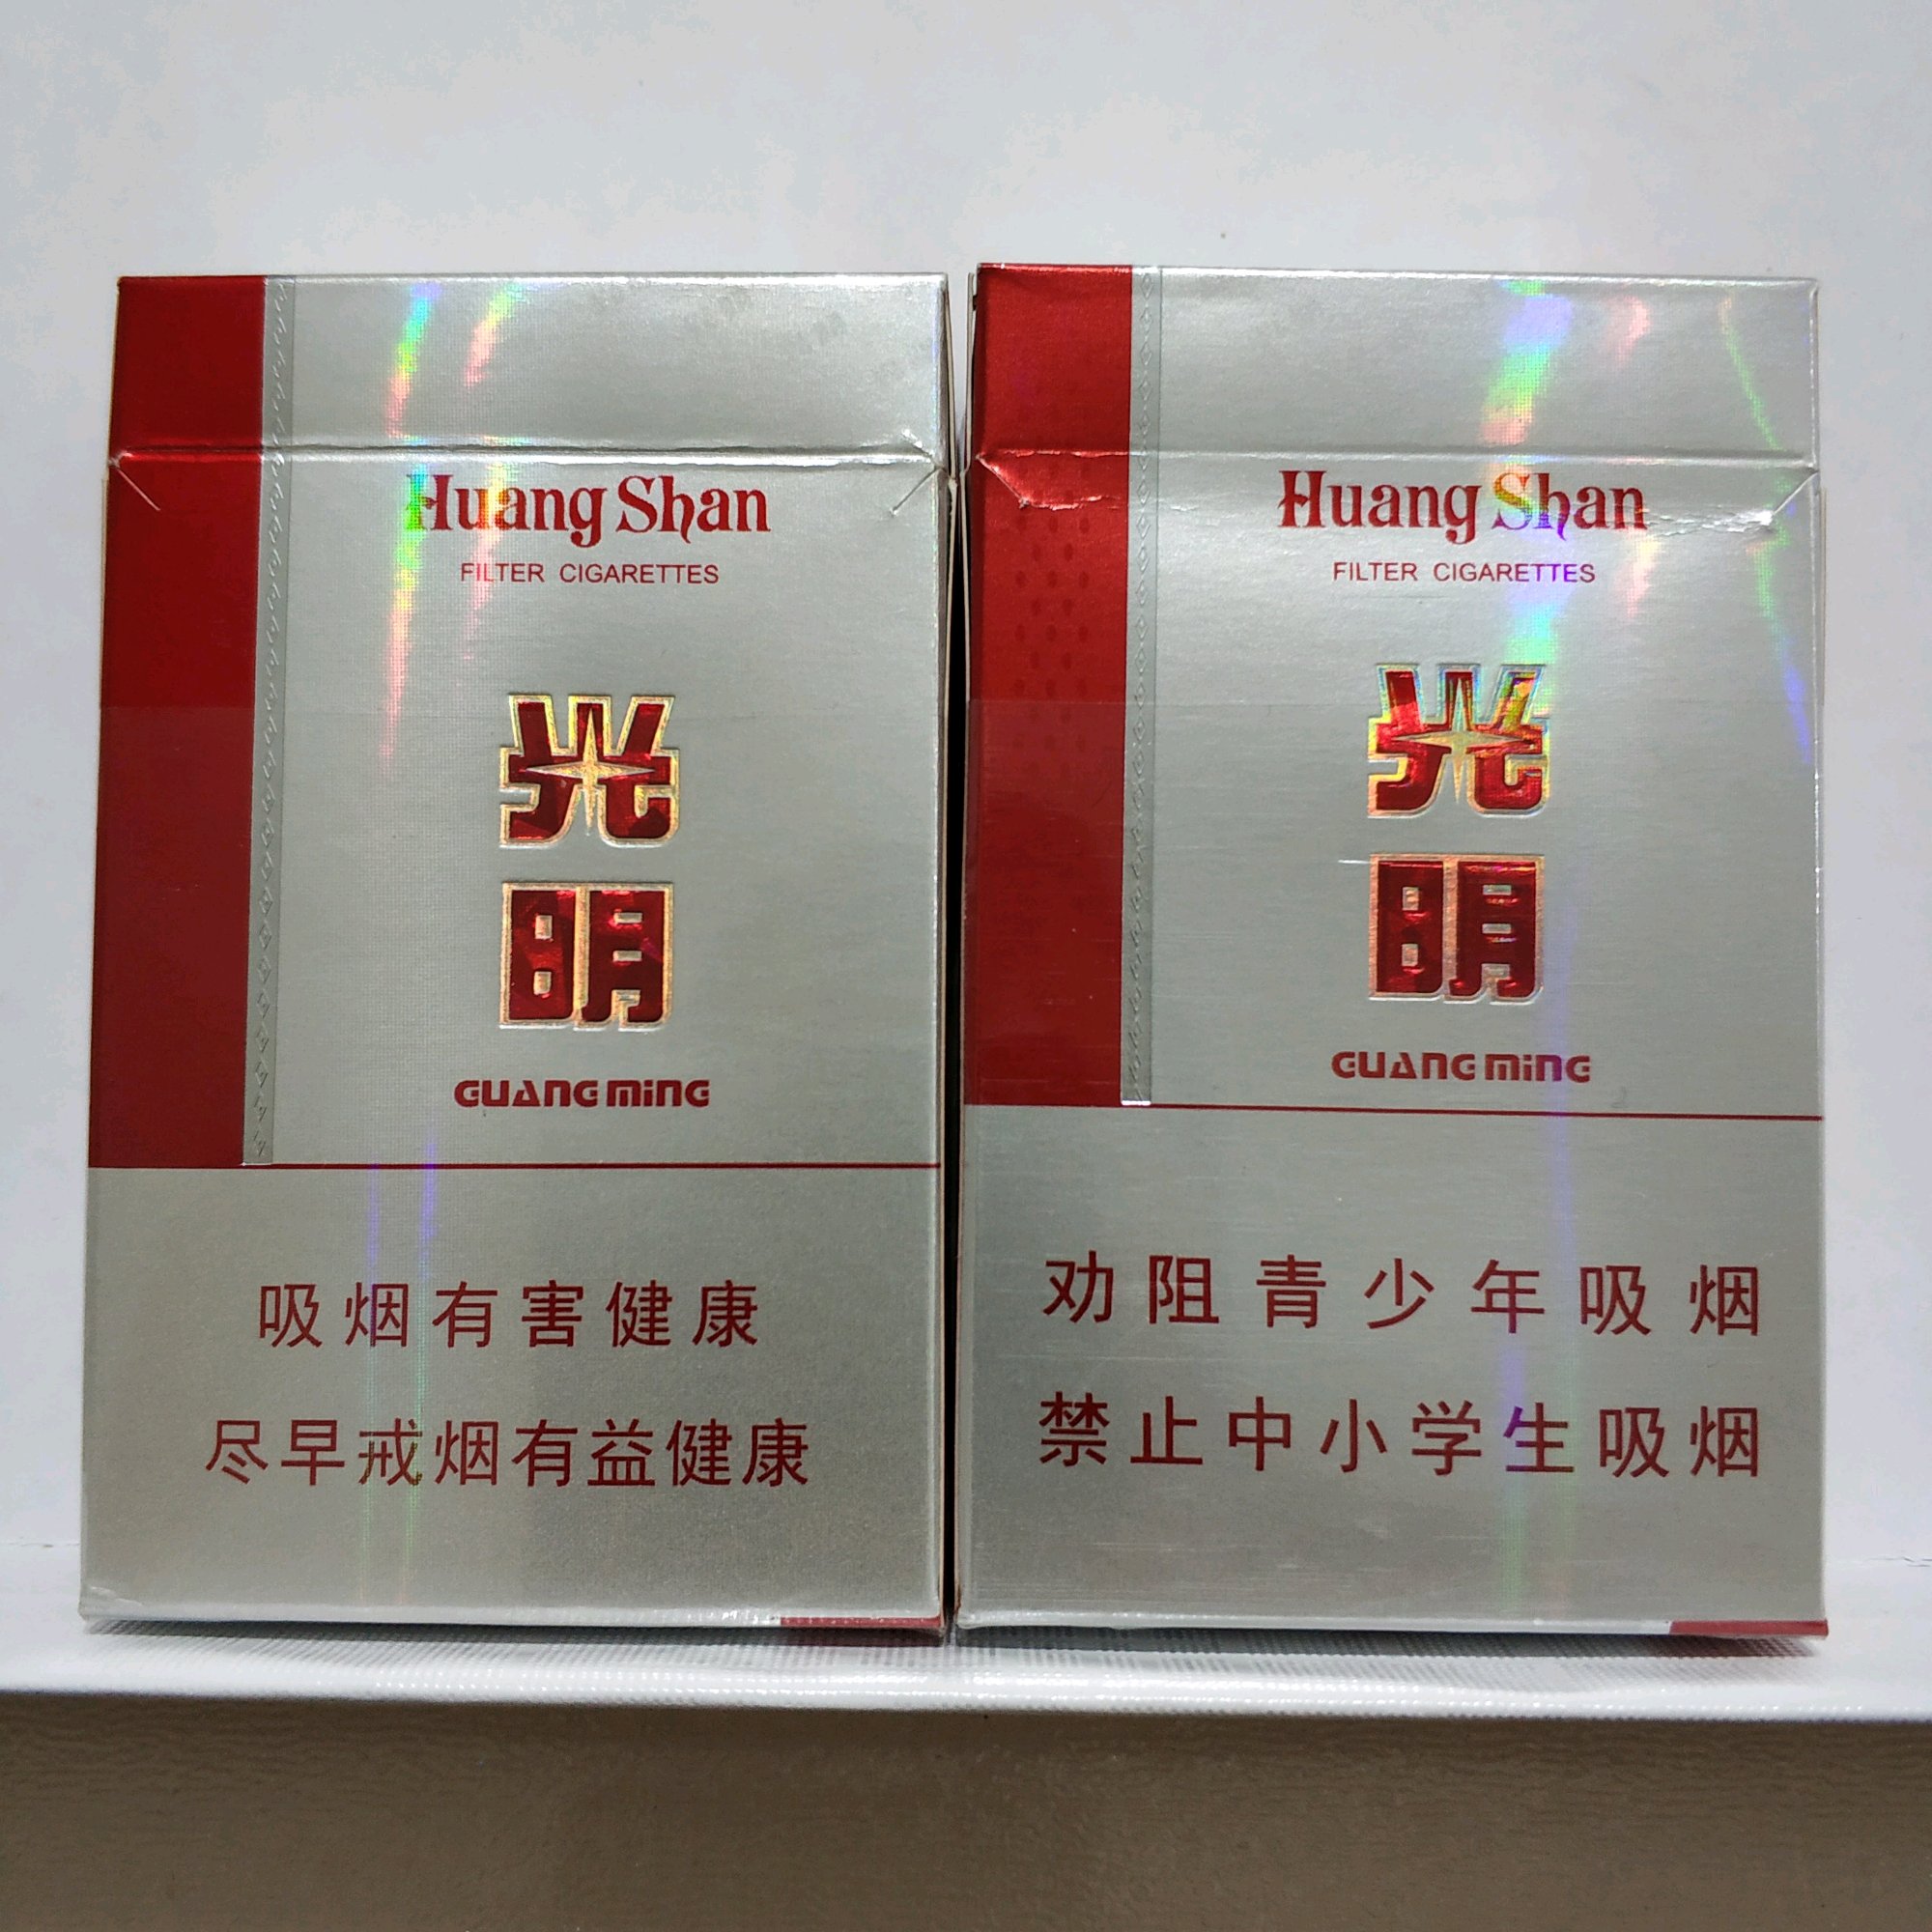 Huang Shan
FILTER CIGARETTES
光
明
GUANG MING
吸烟有害健康
尽早戒烟有益健康
Huang Shan
FILTER CIGARETTES
光
明
GUANG MING
劝阻青少年吸烟
禁止中小学生吸烟